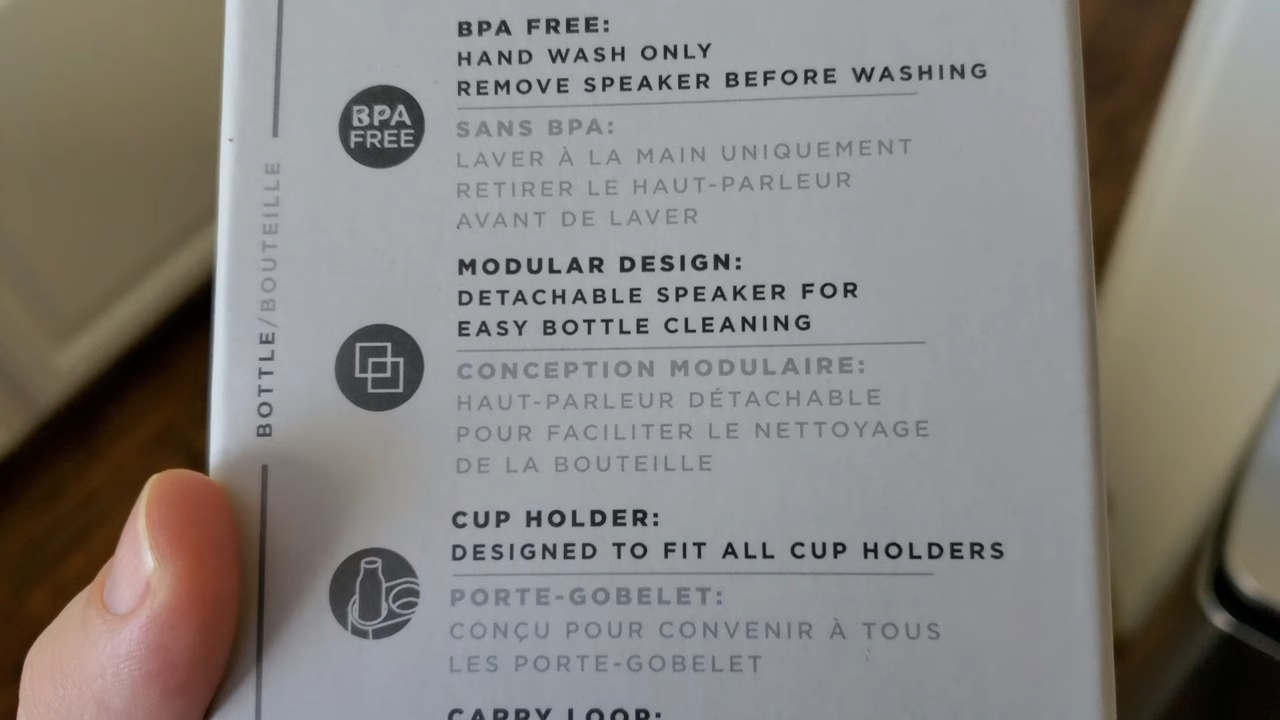 BPA FREE:
HAND WASH ONLY
REMOVE SPEAKER BEFORE WASHING
BPA
FREE
SANS BPA:
LAVER À LA MAIN UNIQUEMENT
RETIRER LE HAUT-PARLEUR
AVANT DE LAVER
BOTTLE/BOUTEILLE
MODULAR DESIGN:
DETACHABLE SPEAKER FOR
EASY BOTTLE CLEANING
CONCEPTION MODULAIRE:
HAUT-PARLEUR DÉTACHABLE
POUR FACILITER LE NETTOYAGE
DE LA BOUTEILLE
CUP HOLDER:
DESIGNED TO FIT ALL CUP HOLDERS
PORTE-GOBELET:
CONÇU POUR CONVENIR À TOUS
LES PORTE-GOBELET
CARRY LOOP: